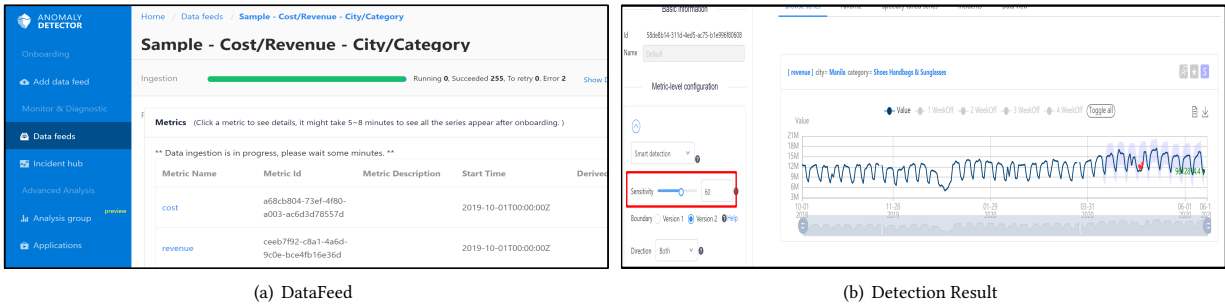 ANOMALY
DETECTOR
Onboarding
Add data feed
Monitor & Diagnostic
Data feeds
Incident hub
Advanced Analysis
preview
Analysis group
Applications
Home / Data feeds / Sample - Cost/Revenue - City/Category
Sample - Cost/Revenue - City/Category
Ingestion Running 0, Succeeded 255, To retry 0, Error 2 Show
Metrics (Click a metric to see details, it might take 5~8 minutes to see all the series appear after onboarding. )
** Data ingestion is in progress, please wait some minutes. **
Metric Name Metric Id Metric Description Start Time Derived
cost a68cb804-73ef-4f80-
a003-ac6d3d78557d 2019-10-01T00:00:00Z
revenue ceeb7f92-c8a1-4a6d-
9c0e-bce4fb16e36d 2019-10-01T00:00:00Z
(a) DataFeed
Basic information
Id 58de8b14-311d-4ed5-ac75-b1e996f80608
Name Default
Metric-level configuration
Smart detection
Sensitivity 60
Boundary Version 1 Version 2 Help
Direction Both
[ revenue ] city= Manila category= Shoes Handbags & Sunglasses
Value 1 WeekOff 2 WeekOff 3 WeekOff 4 WeekOff Toggle all
Value
21M
18M
15M
12M
9M
6M
3M
10-01
2019
11-28
2019
01-29
2020
03-31
2020
06-01
2020
(b) Detection Result